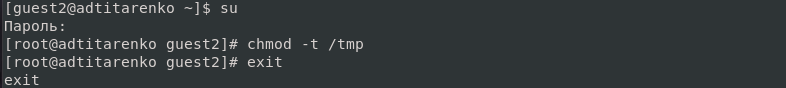 [guest2@adtitarenko ~]$ su
Пароль:
[root@adtitarenko guest2]# chmod -t /tmp
[root@adtitarenko guest2]# exit
exit